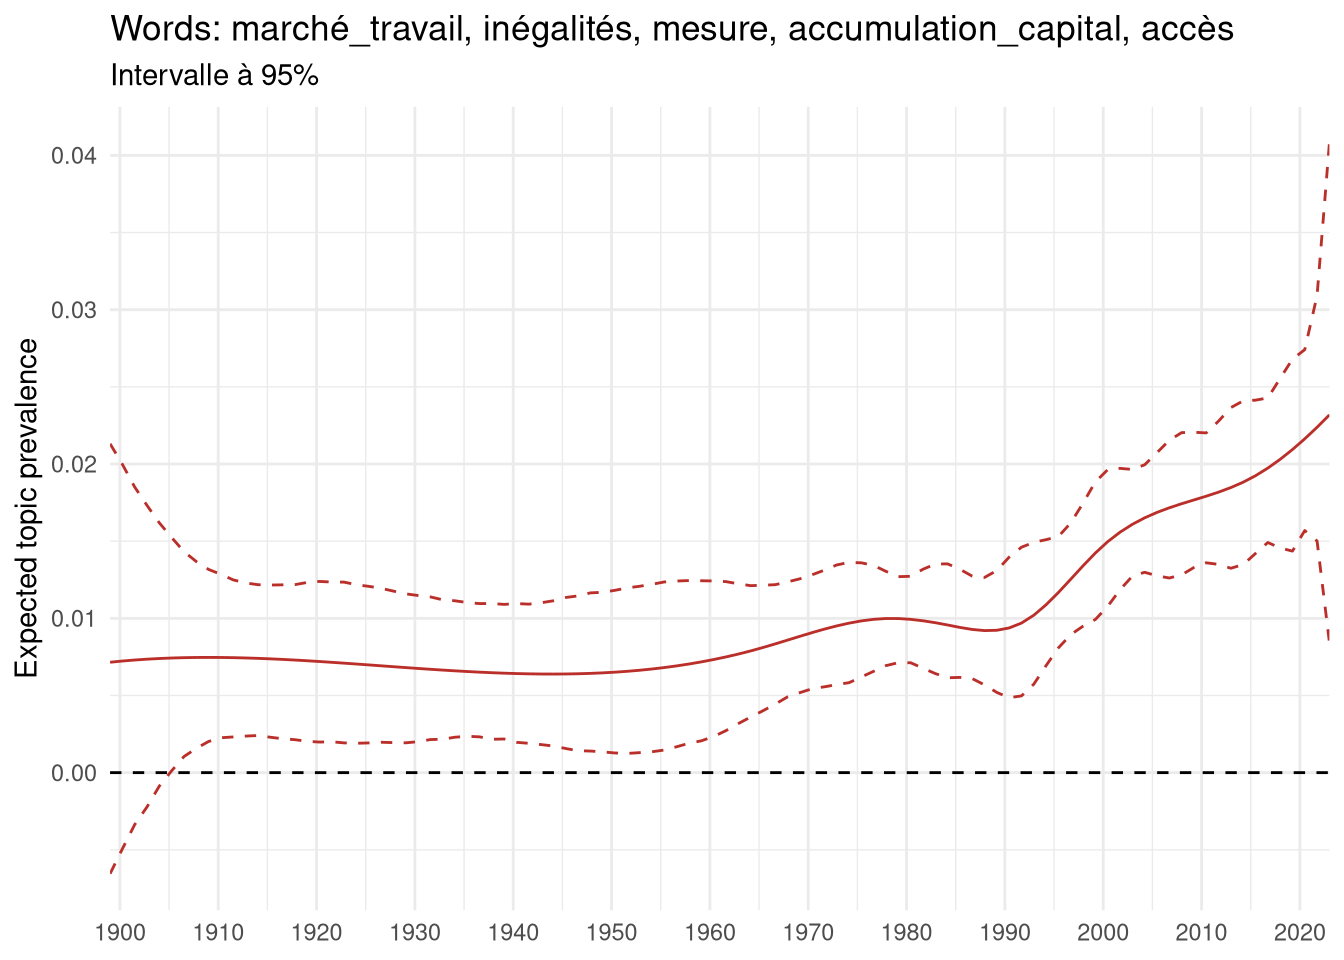 Words: marché_travail, inégalités, mesure, accumulation_capital, accès
Intervalle à 95%
Expected topic prevalence
0.04
0.03
0.02
0.01
0.00
1900 1910 1920 1930 1940 1950 1960 1970 1980 1990 2000 2010 2020